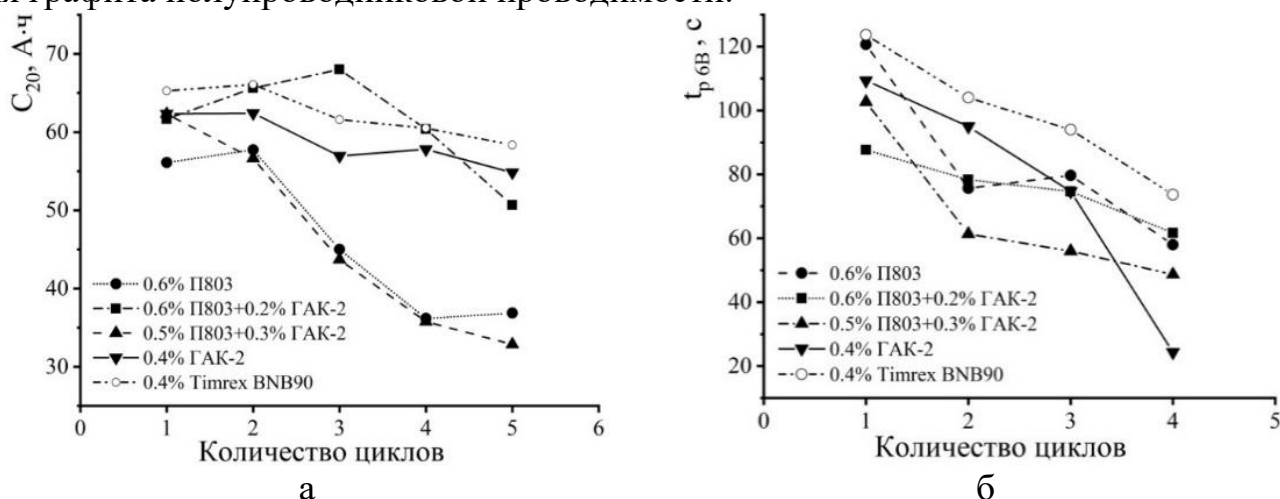 графита полупроводниковой проводимости.
C20, А·ч
70
60
50
40
30
0.6% П803
0.6% П803+0.2% ГАК-2
0.5% П803+0.3% ГАК-2
0.4% ГАК-2
0.4% Timrex BNB90
0 1 2 3 4 5 6
Количество циклов
а
tр 6В , с
120
100
80
60
40
20
0.6% П803
0.6% П803+0.2% ГАК-2
0.5% П803+0.3% ГАК-2
0.4% ГАК-2
0.4% Timrex BNB90
0 1 2 3 4 5
Количество циклов
б